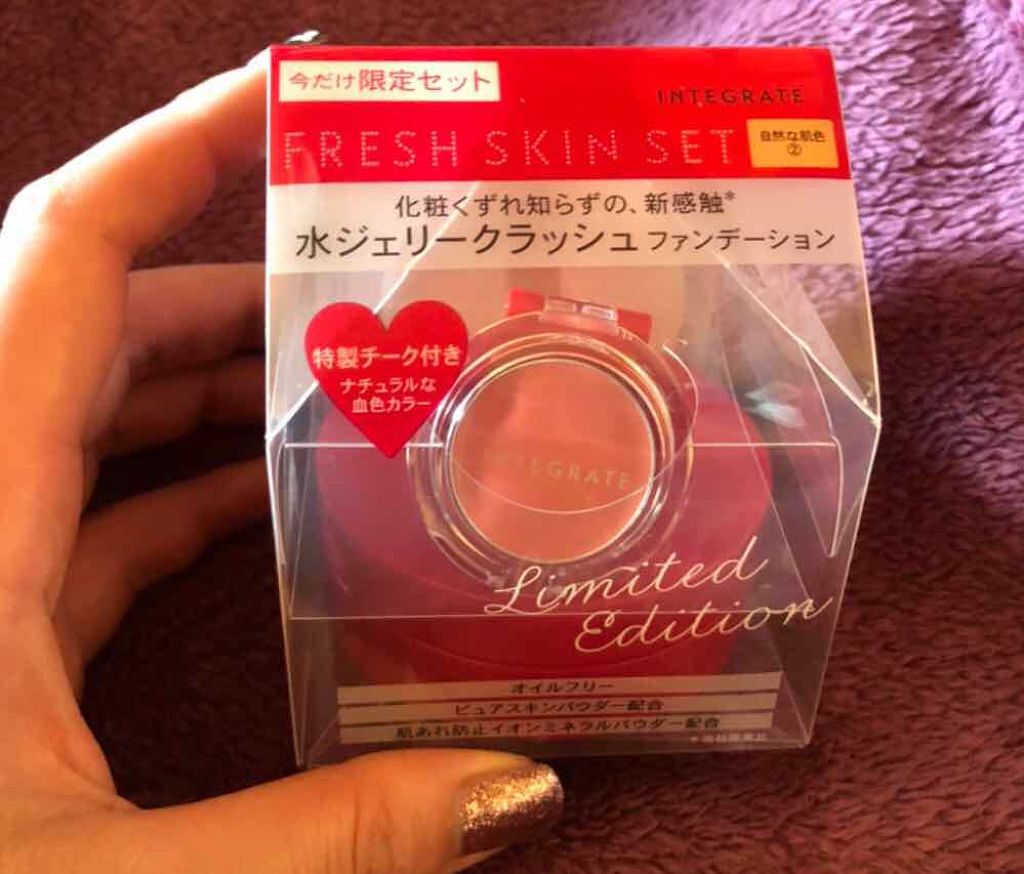 今だけ限定セット
INTEGRATE
FRESH SKIN SET
自然な肌色
②
化粧くずれ知らずの、新感触*
水ジェリークラッシュファンデーション
特製チーク付き
ナチュラルな
血色カラー
INTEGRATE
Limited
Edition
オイルフリー
ピュアスキンパウダー配合
肌あれ防止イオンミネラルパウダー配合